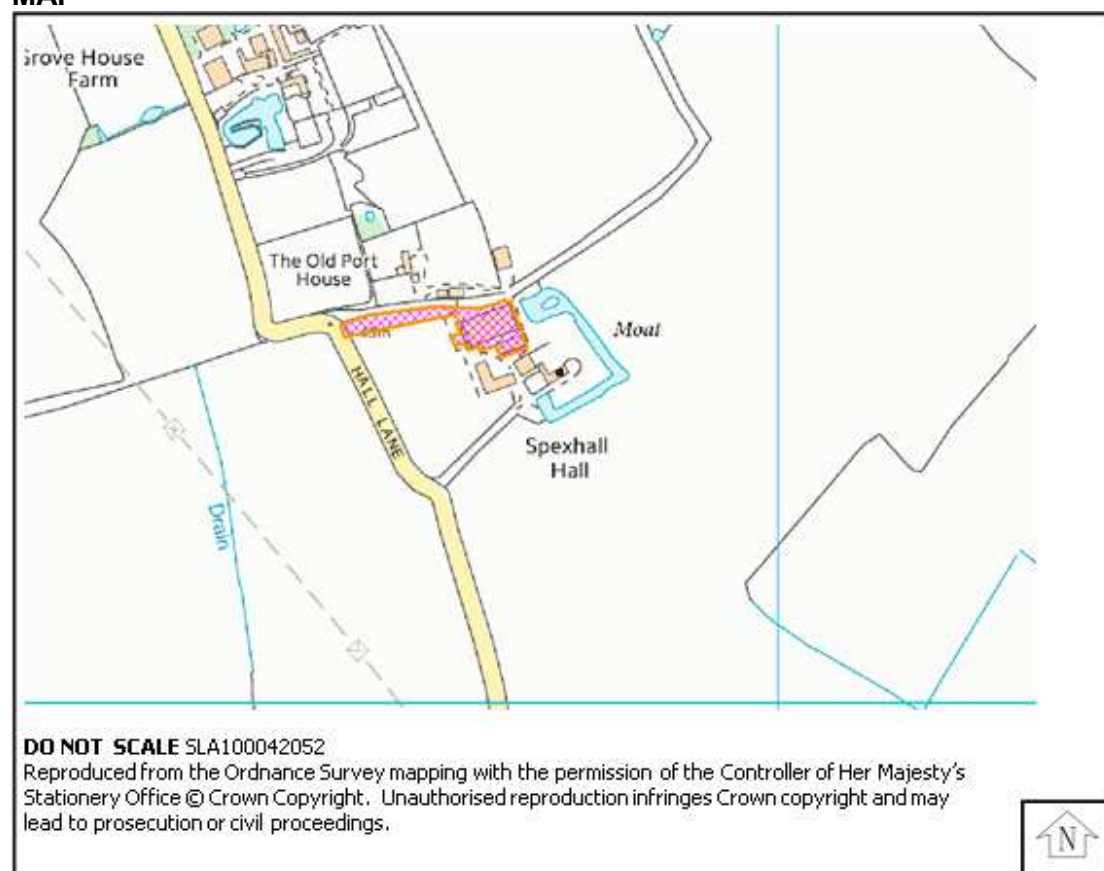 MAP
Grove House
Farm
The Old Port
House
Moat
HALL LANE
Spexhall
Hall
Drain
DO NOT SCALE SLA100042052
Reproduced from the Ordnance Survey mapping with the permission of the Controller of Her Majesty's
Stationery Office © Crown Copyright. Unauthorised reproduction infringes Crown copyright and may
lead to prosecution or civil proceedings.
N